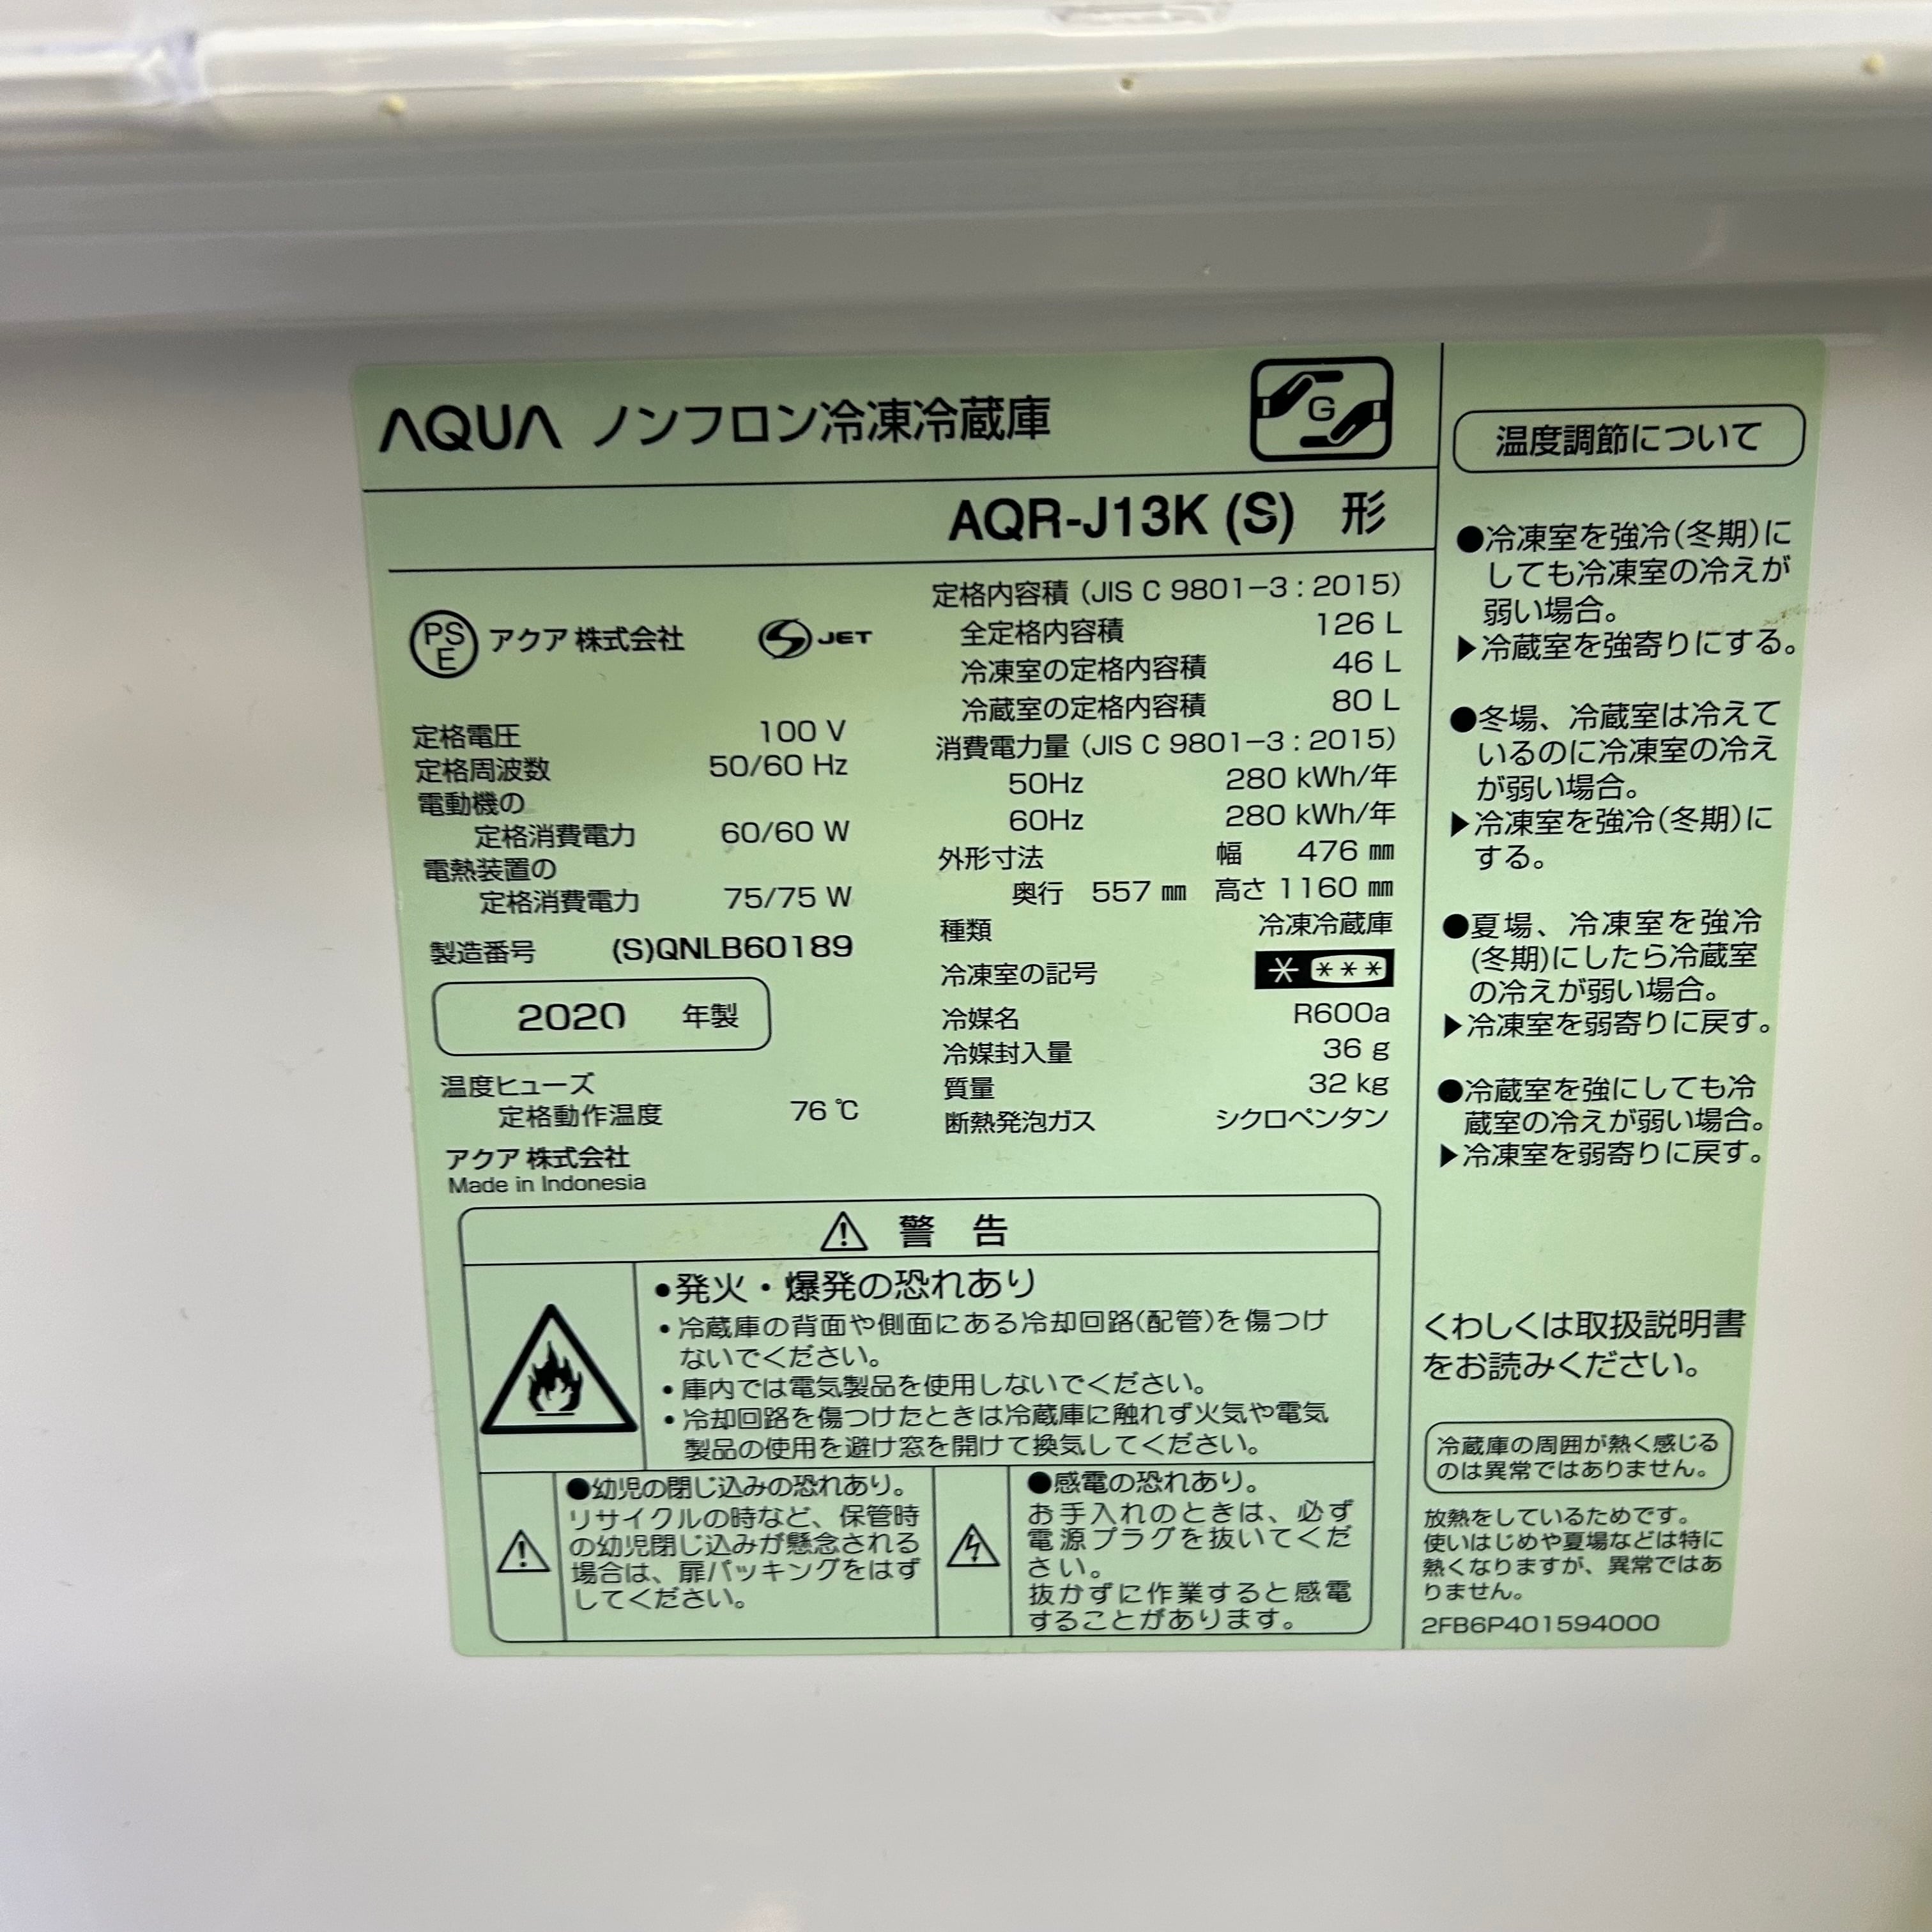 AQUA ノンフロン冷凍冷蔵庫
G
AQR-J13K (S) 形
PS
E
アクア 株式会社
S JET
定格電圧 100 V
定格周波数 50/60 Hz
電動機の
定格消費電力 60/60 W
電熱装置の
定格消費電力 75/75 W
製造番号 (S)QNLB60189
2020 年製
温度ヒューズ
定格動作温度 76 ℃
アクア 株式会社
Made in Indonesia
定格内容積 (JIS C 9801-3 : 2015)
全定格内容積 126 L
冷凍室の定格内容積 46 L
冷蔵室の定格内容積 80 L
消費電力量 (JIS C 9801-3 : 2015)
50Hz 280 kWh/年
60Hz 280 kWh/年
外形寸法 幅 476 ㎜
奥行 557 ㎜ 高さ 1160 ㎜
種類 冷凍冷蔵庫
冷凍室の記号 * ***
冷媒名 R600a
冷媒封入量 36 g
質量 32 kg
断熱発泡ガス シクロペンタン
⚠ 警 告
●発火・爆発の恐れあり
・冷蔵庫の背面や側面にある冷却回路(配管)を傷つけ
ないでください。
・庫内では電気製品を使用しないでください。
・冷却回路を傷つけたときは冷蔵庫に触れず火気や電気
製品の使用を避け窓を開けて換気してください。
●幼児の閉じ込みの恐れあり。
リサイクルの時など、保管時
の幼児閉じ込みが懸念される
場合は、扉パッキングをはず
してください。
●感電の恐れあり。
お手入れのときは、必ず
電源プラグを抜いてくだ
さい。
抜かずに作業すると感電
することがあります。
温度調節について
●冷凍室を強冷(冬期)に
しても冷凍室の冷えが
弱い場合。
▶冷蔵室を強寄りにする。
●冬場、冷蔵室は冷えて
いるのに冷凍室の冷え
が弱い場合。
▶冷凍室を強冷(冬期)に
する。
●夏場、冷凍室を強冷
(冬期)にしたら冷蔵室
の冷えが弱い場合。
▶冷凍室を弱寄りに戻す。
●冷蔵室を強にしても冷
蔵室の冷えが弱い場合。
▶冷凍室を弱寄りに戻す。
くわしくは取扱説明書
をお読みください。
冷蔵庫の周囲が熱く感じる
のは異常ではありません。
放熱をしているためです。
使いはじめや夏場などは特に
熱くなりますが、異常ではあ
りません。
2FB6P401594000